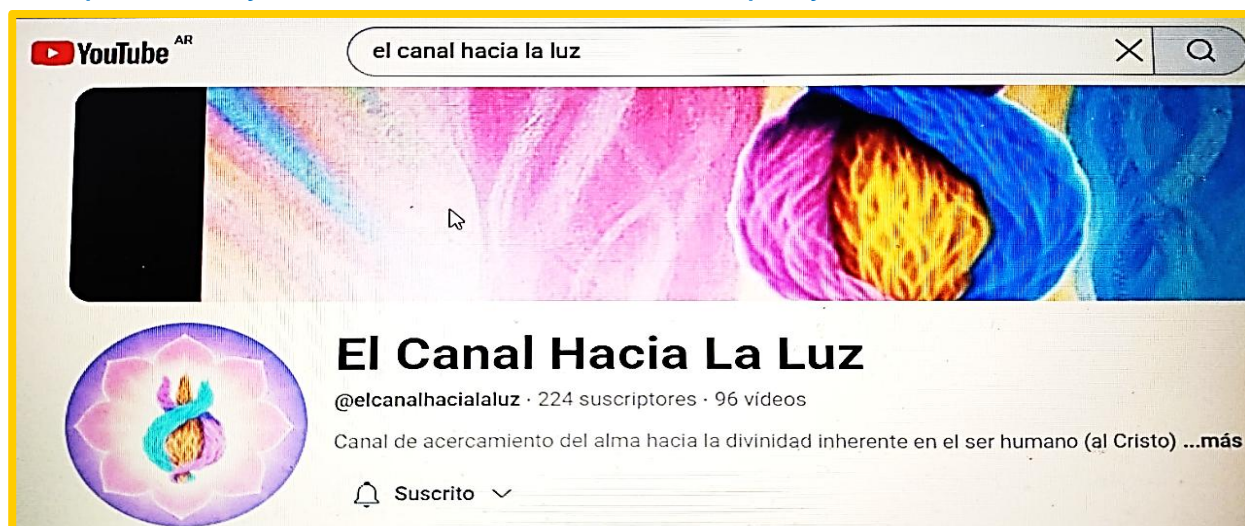 YouTube AR
el canal hacia la luz
El Canal Hacia La Luz
@elcanalhacialaluz · 224 suscriptores · 96 vídeos
Canal de acercamiento del alma hacia la divinidad inherente en el ser humano (al Cristo) ...más
Suscrito